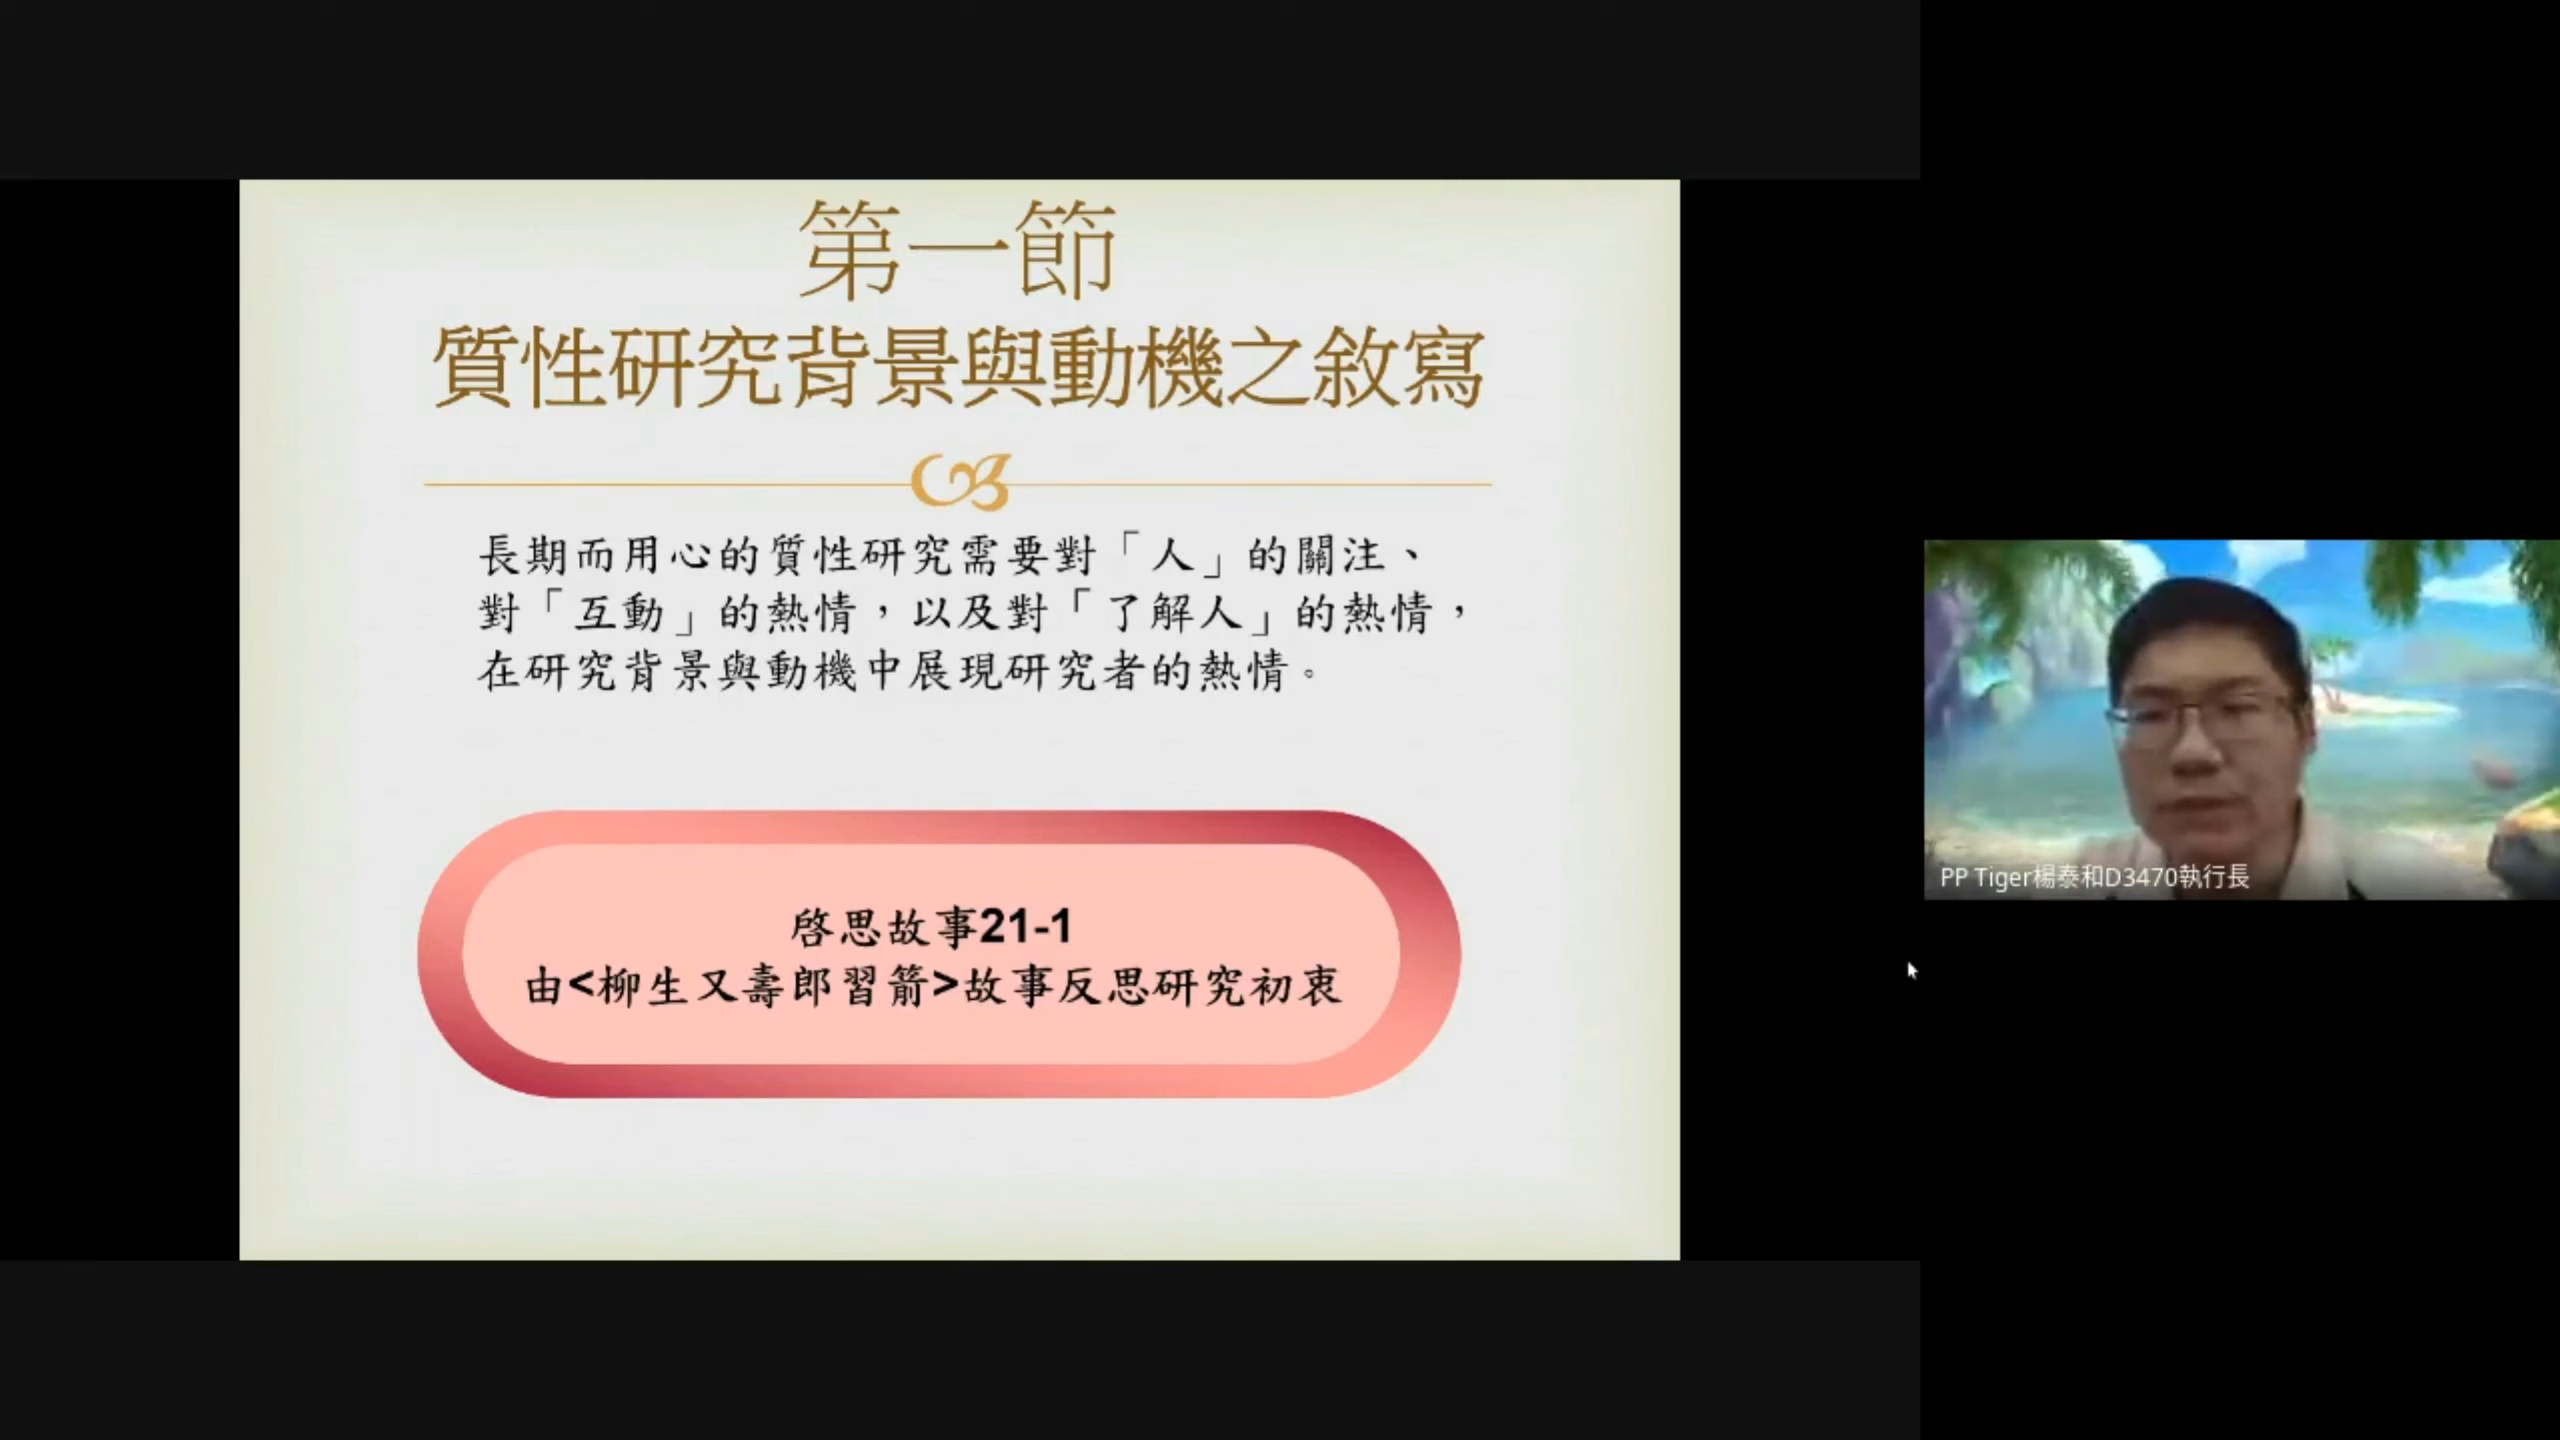 第一節
質性研究背景與動機之敘寫
長期而用心的質性研究需要對「人」的關注、
對「互動」的熱情，以及對「了解人」的熱情，
在研究背景與動機中展現研究者的熱情。
啓思故事21-1
由<柳生又壽郎習箭>故事反思研究初衷
PP Tiger楊泰和D3470執行長